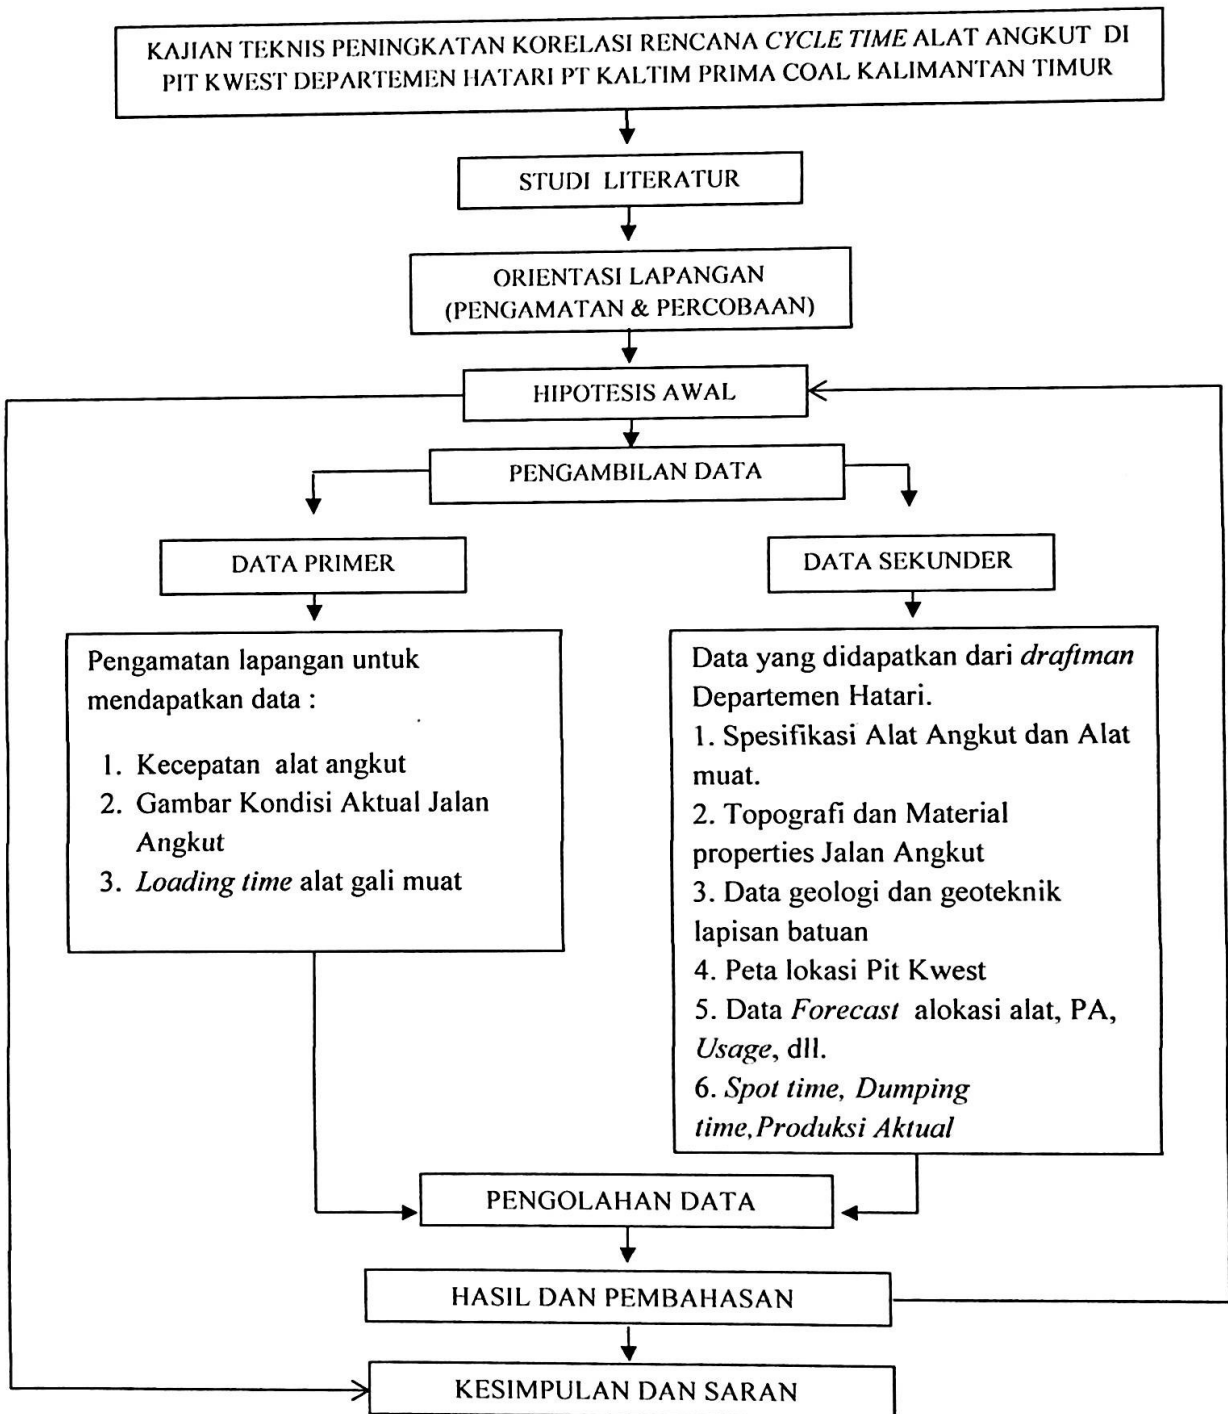 KAJIAN TEKNIS PENINGKATAN KORELASI RENCANA CYCLE TIME ALAT ANGKUT DI
PIT KWEST DEPARTEMEN HATARI PT KALTIM PRIMA COAL KALIMANTAN TIMUR
STUDI LITERATUR
ORIENTASI LAPANGAN
(PENGAMATAN & PERCOBAAN)
HIPOTESIS AWAL
PENGAMBILAN DATA
DATA PRIMER
Pengamatan lapangan untuk
mendapatkan data :
1. Kecepatan alat angkut
2. Gambar Kondisi Aktual Jalan
Angkut
3. Loading time alat gali muat
DATA SEKUNDER
Data yang didapatkan dari draftman
Departemen Hatari.
1. Spesifikasi Alat Angkut dan Alat
muat.
2. Topografi dan Material
properties Jalan Angkut
3. Data geologi dan geoteknik
lapisan batuan
4. Peta lokasi Pit Kwest
5. Data Forecast alokasi alat, PA,
Usage, dll.
6. Spot time, Dumping
time,Produksi Aktual
PENGOLAHAN DATA
HASIL DAN PEMBAHASAN
KESIMPULAN DAN SARAN